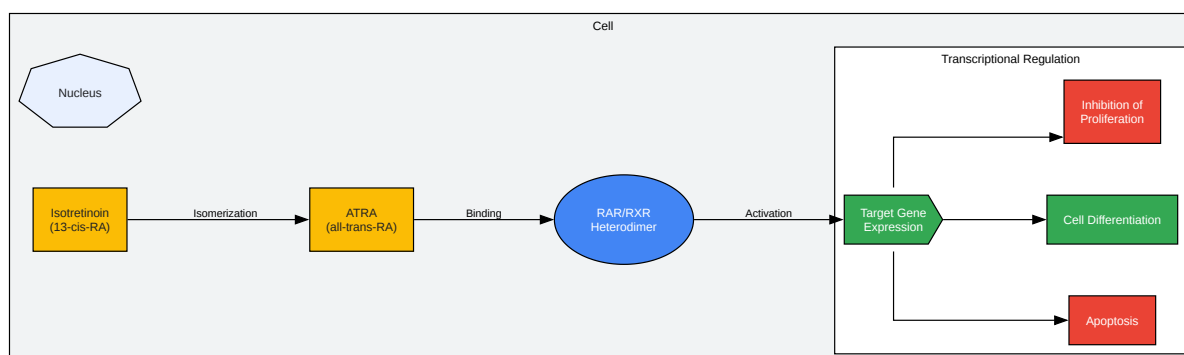 Cell
Transcriptional Regulation
Nucleus
Inhibition of
Proliferation
Isotretinoin
(13-cis-RA)
Isomerization
ATRA
(all-trans-RA)
Binding
RAR/RXR
Heterodimer
Activation
Target Gene
Expression
Cell Differentiation
Apoptosis